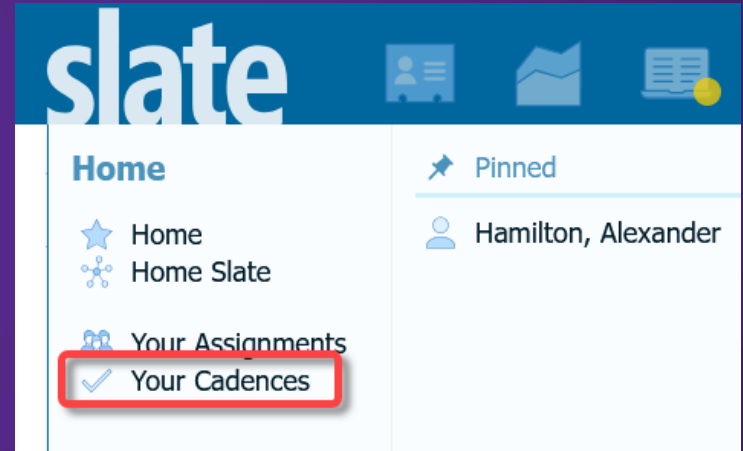 slate
Home
Home
Home Slate
Your Assignments
Your Cadences
Pinned
Hamilton, Alexander